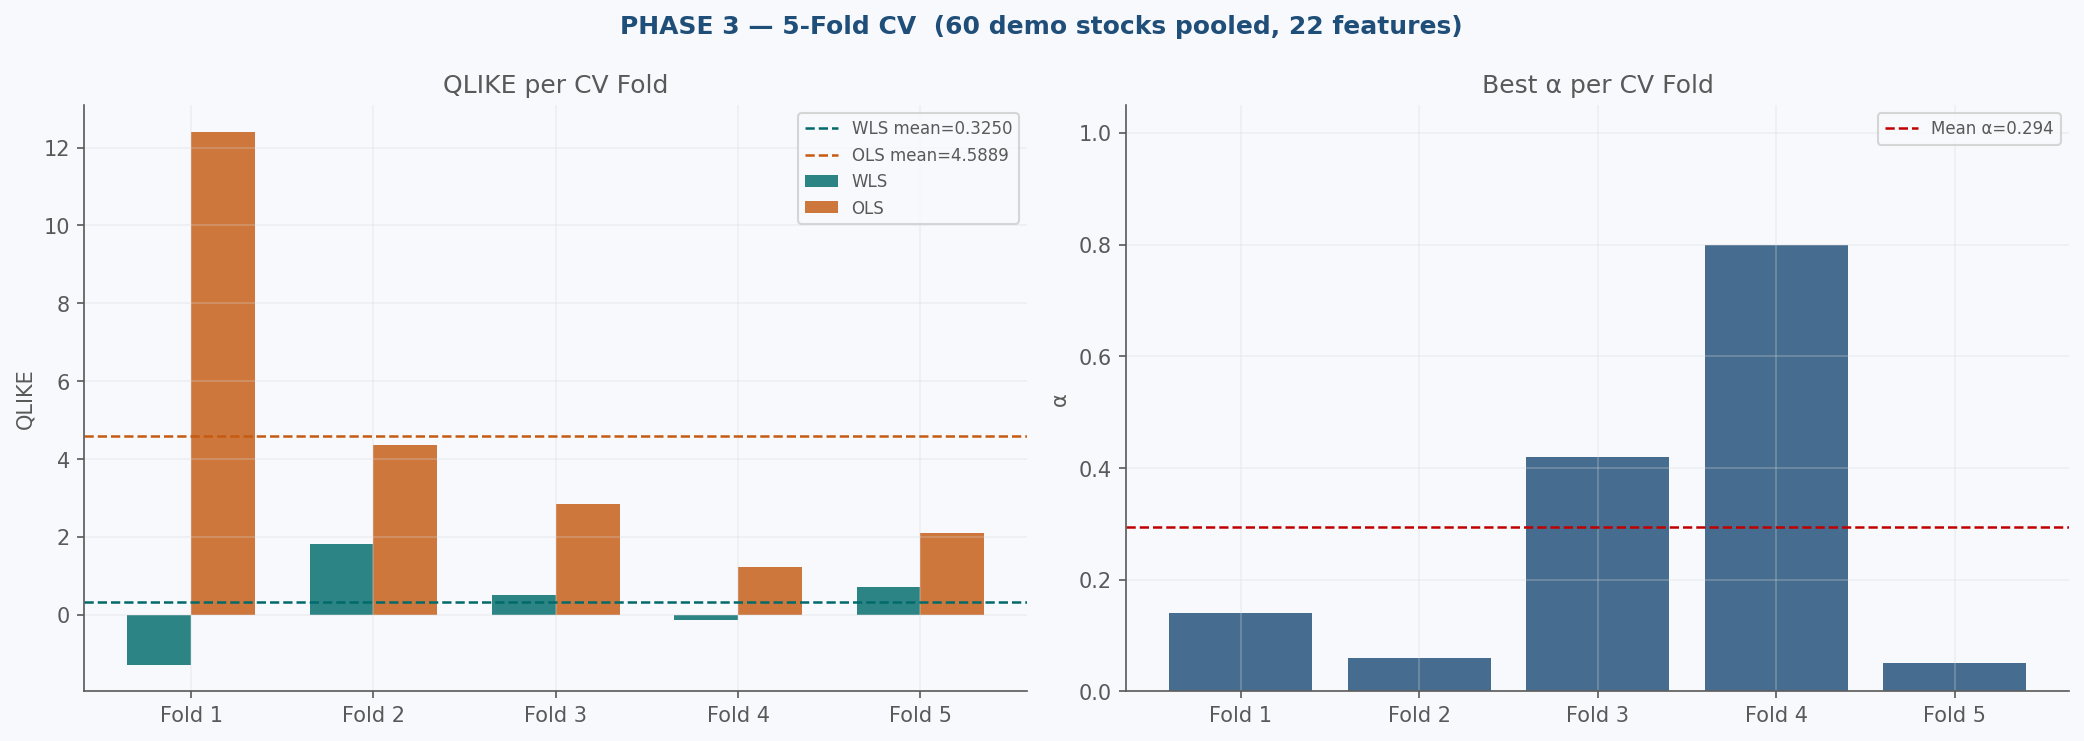 PHASE 3 — 5-Fold CV (60 demo stocks pooled, 22 features)
QLIKE per CV Fold
QLIKE
12
10
8
6
4
2
0
Fold 1
Fold 2
Fold 3
Fold 4
Fold 5
WLS mean=0.3250
OLS mean=4.5889
WLS
OLS
Best α per CV Fold
α
1.0
0.8
0.6
0.4
0.2
0.0
Fold 1
Fold 2
Fold 3
Fold 4
Fold 5
Mean α=0.294